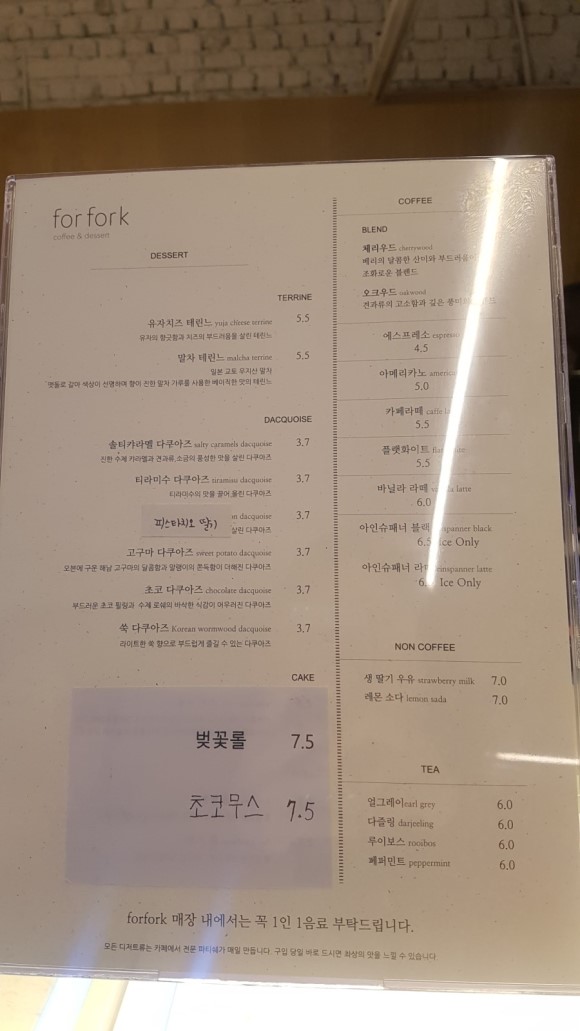 for fork
coffee & dessert
DESSERT
TERRINE
유자치즈 테린느 yuja cheese terrine 5.5
유자의 향긋함과 치즈의 부드러움을 살린 테린느
말차 테린느 matcha terrine 5.5
일본 교토 우지산 말차
맷돌로 갈아 색상이 선명하며 향이 진한 말차 가루를 사용한 베이직한 맛의 테린느
DACQUOISE
솔티카라멜 다쿠아즈 salty caramels dacquoise 3.7
진한 수제 카라멜과 견과류,소금의 풍성한 맛을 살린 다쿠아즈
티라미수 다쿠아즈 tiramisu dacquoise 3.7
티라미수의 맛을 끌어올린 다쿠아즈
피스타치오 딸기 dacquoise 3.7
살린 다쿠아즈
고구마 다쿠아즈 sweet potato dacquoise 3.7
오븐에 구운 해남 고구마의 달콤함과 말랭이의 쫀득함이 더해진 다쿠아즈
초코 다쿠아즈 chocolate dacquoise 3.7
부드러운 초코 필링과 수제 로쉐의 바삭한 식감이 어우러진 다쿠아즈
쑥 다쿠아즈 Korean wormwood dacquoise 3.7
라이트한 쑥 향으로 부드럽게 즐길 수 있는 다쿠아즈
CAKE
벚꽃롤 7.5
초코무스 7.5
COFFEE
BLEND
체리우드 cherrywood
베리의 달콤한 산미와 부드러움이
조화로운 블렌드
오크우드 oakwood
견과류의 고소함과 깊은 풍미의
에스프레소 espresso
4.5
아메리카노
5.0
카페라떼 caffe
5.5
플랫화이트
5.5
바닐라 라떼 latte
6.0
아인슈패너 블랙 einspanner black
6.5 Ice Only
아인슈패너 라떼 einspanner latte
Ice Only
NON COFFEE
생 딸기 우유 strawberry milk 7.0
레몬 소다 lemon sada 7.0
TEA
얼그레이 earl grey 6.0
다즐링 darjeeling 6.0
루이보스 rooibos 6.0
페퍼민트 peppermint 6.0
forfork 매장 내에서는 꼭 1인 1음료 부탁드립니다.
모든 디저트류는 카페에서 전문 파티쉐가 매일 만듭니다. 구입 당일 바로 드시면 최상의 맛을 느낄 수 있습니다